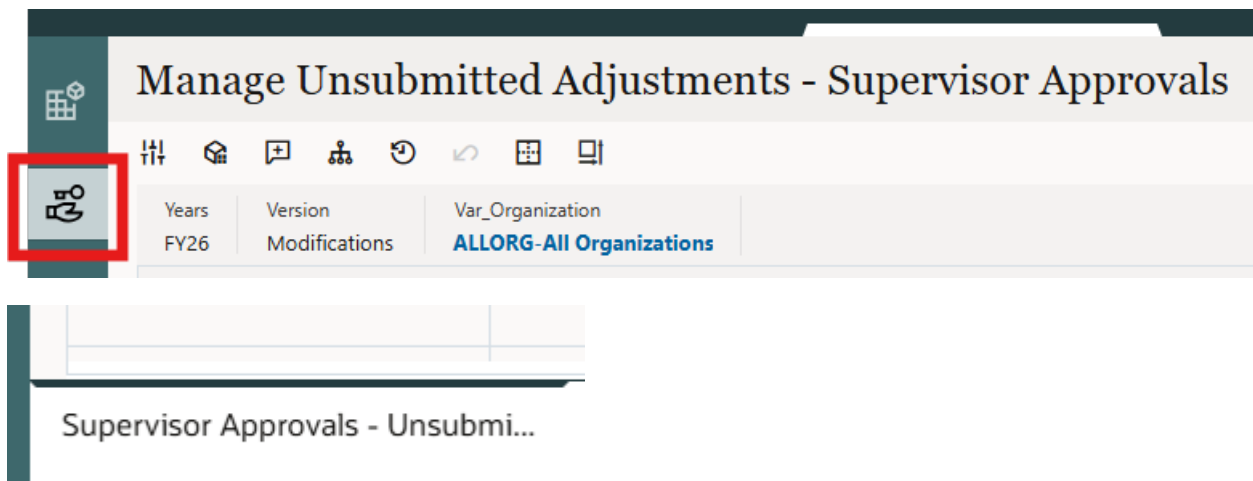 Manage Unsubmitted Adjustments - Supervisor Approvals
Years Version Var_Organization
FY26 Modifications ALLORG-All Organizations
Supervisor Approvals - Unsubmi...